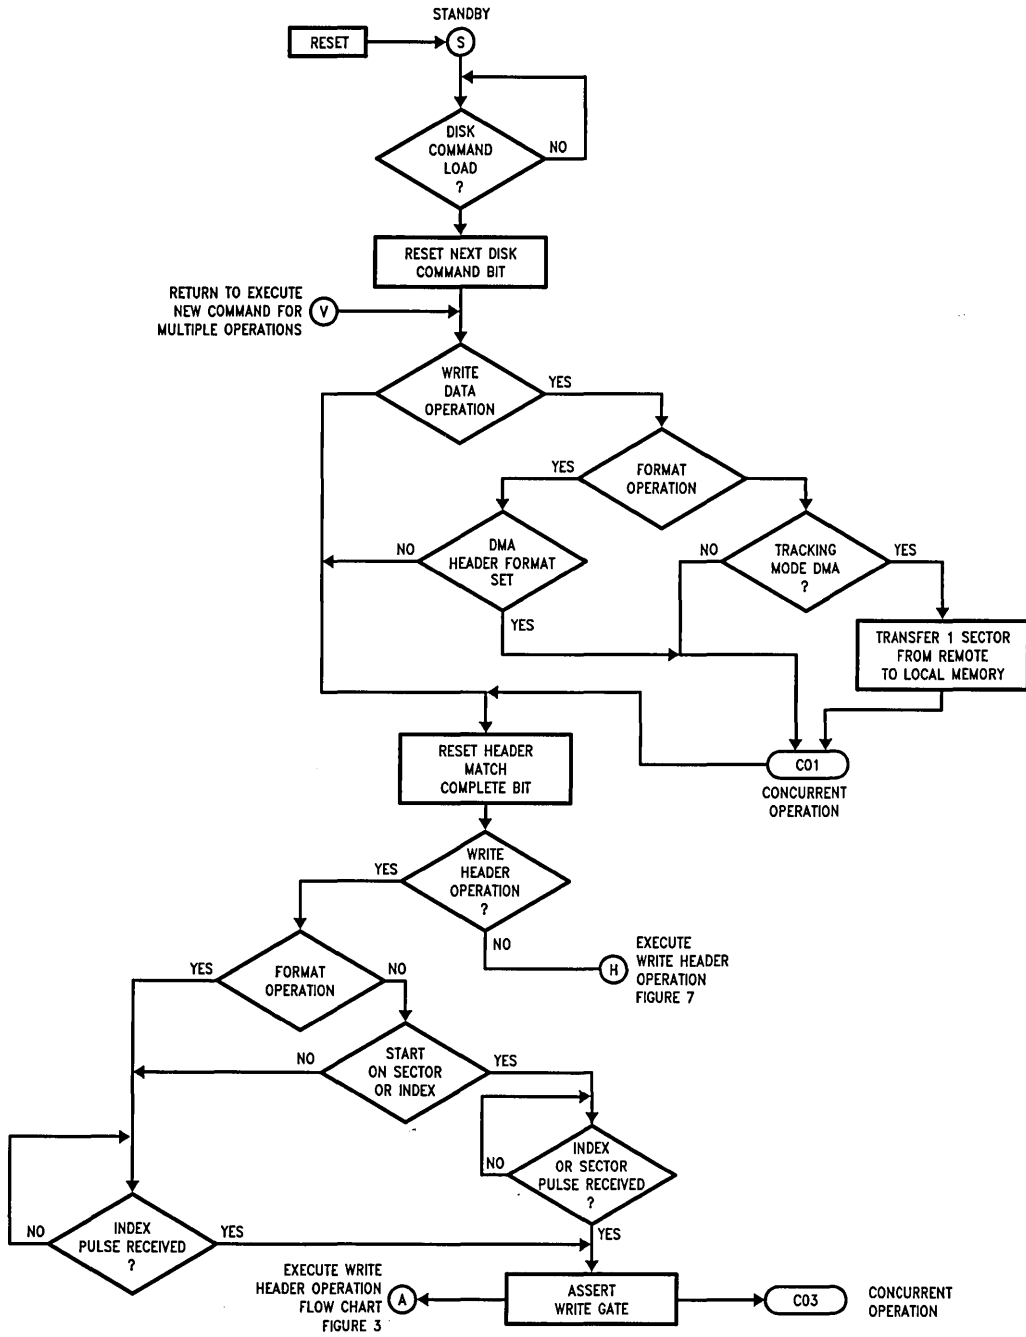 STANDBY
RESET
S
DISK
COMMAND
LOAD
?
NO
RESET NEXT DISK
COMMAND BIT
RETURN TO EXECUTE
NEW COMMAND FOR
MULTIPLE OPERATIONS
V
WRITE
DATA
OPERATION
YES
YES
FORMAT
OPERATION
NO
DMA
HEADER FORMAT
SET
YES
NO
TRACKING
MODE DMA
?
YES
TRANSFER 1 SECTOR
FROM REMOTE
TO LOCAL MEMORY
C01
CONCURRENT
OPERATION
RESET HEADER
MATCH
COMPLETE BIT
YES
WRITE
HEADER
OPERATION
?
NO
H
EXECUTE
WRITE HEADER
OPERATION
FIGURE 7
YES
FORMAT
OPERATION
NO
NO
START
ON SECTOR
OR INDEX
YES
NO
INDEX
OR SECTOR
PULSE RECEIVED
?
YES
NO
INDEX
PULSE RECEIVED
?
YES
EXECUTE WRITE
HEADER OPERATION
FLOW CHART
FIGURE 3
A
ASSERT
WRITE GATE
C03
CONCURRENT
OPERATION